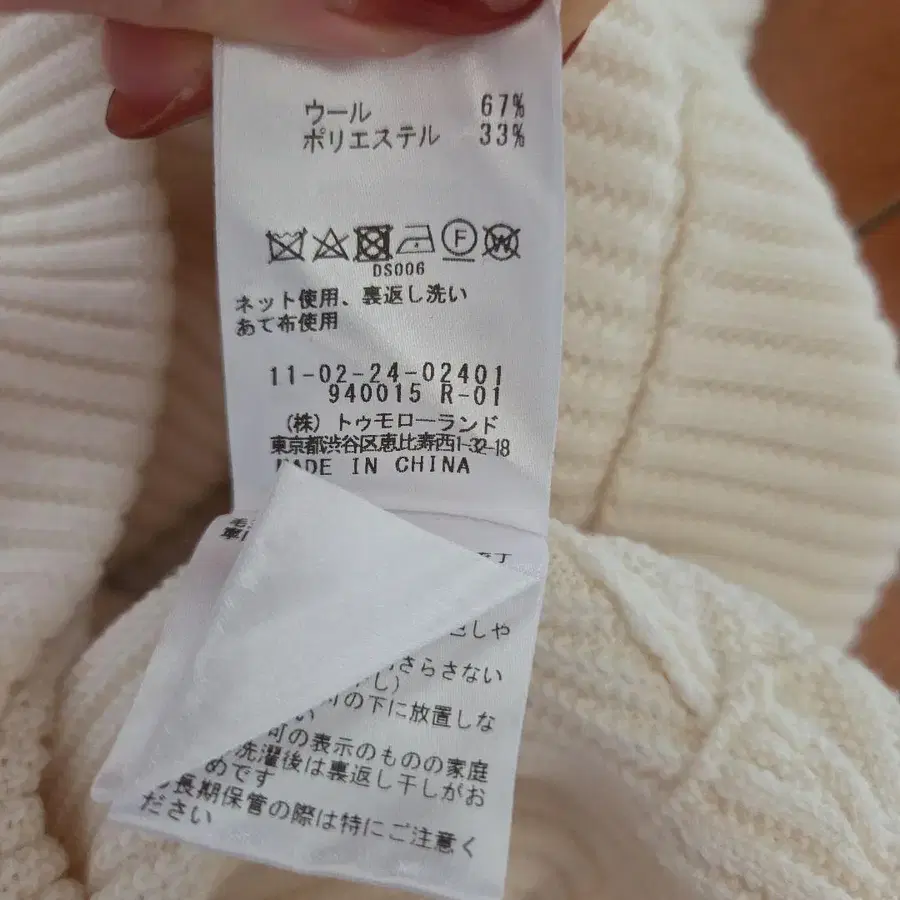 ウール 67%
ポリエステル 33%
DS006
ネット使用、裏返し洗い
あて布使用
11-02-24-02401
940015 R-01
(株)トゥモローランド
東京都渋谷区恵比寿西1-32-18
MADE IN CHINA
しや
さらさない
し)
の下に放置しな
い
可の表示のものの家庭
洗濯後は裏返し干しがお
めです
長期保管の際は特にご注意く
ださい